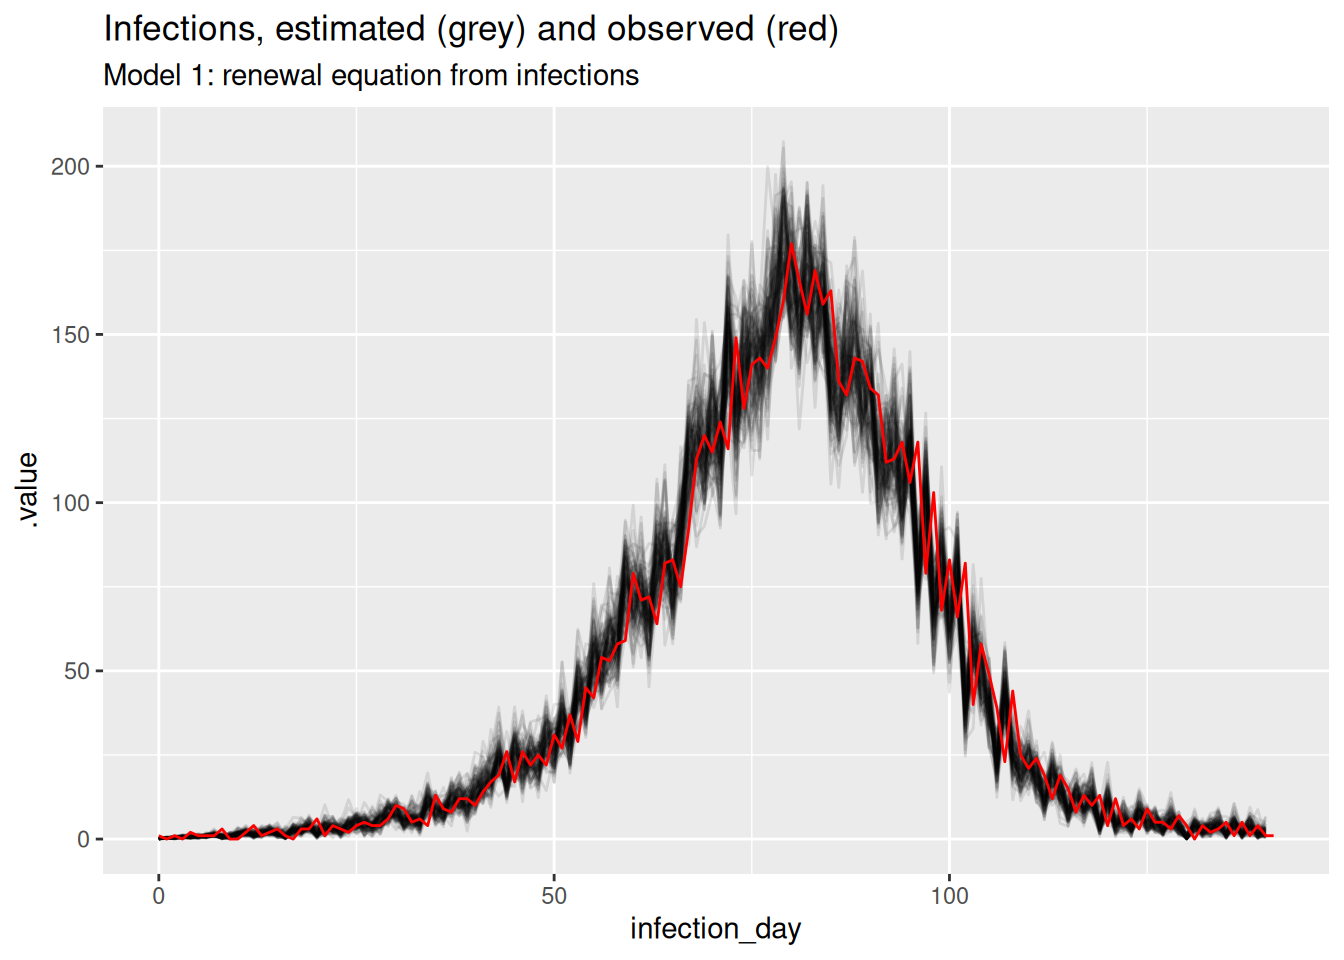 Infections, estimated (grey) and observed (red)
Model 1: renewal equation from infections
200
150
100
50
0
.value
0
50
100
infection_day